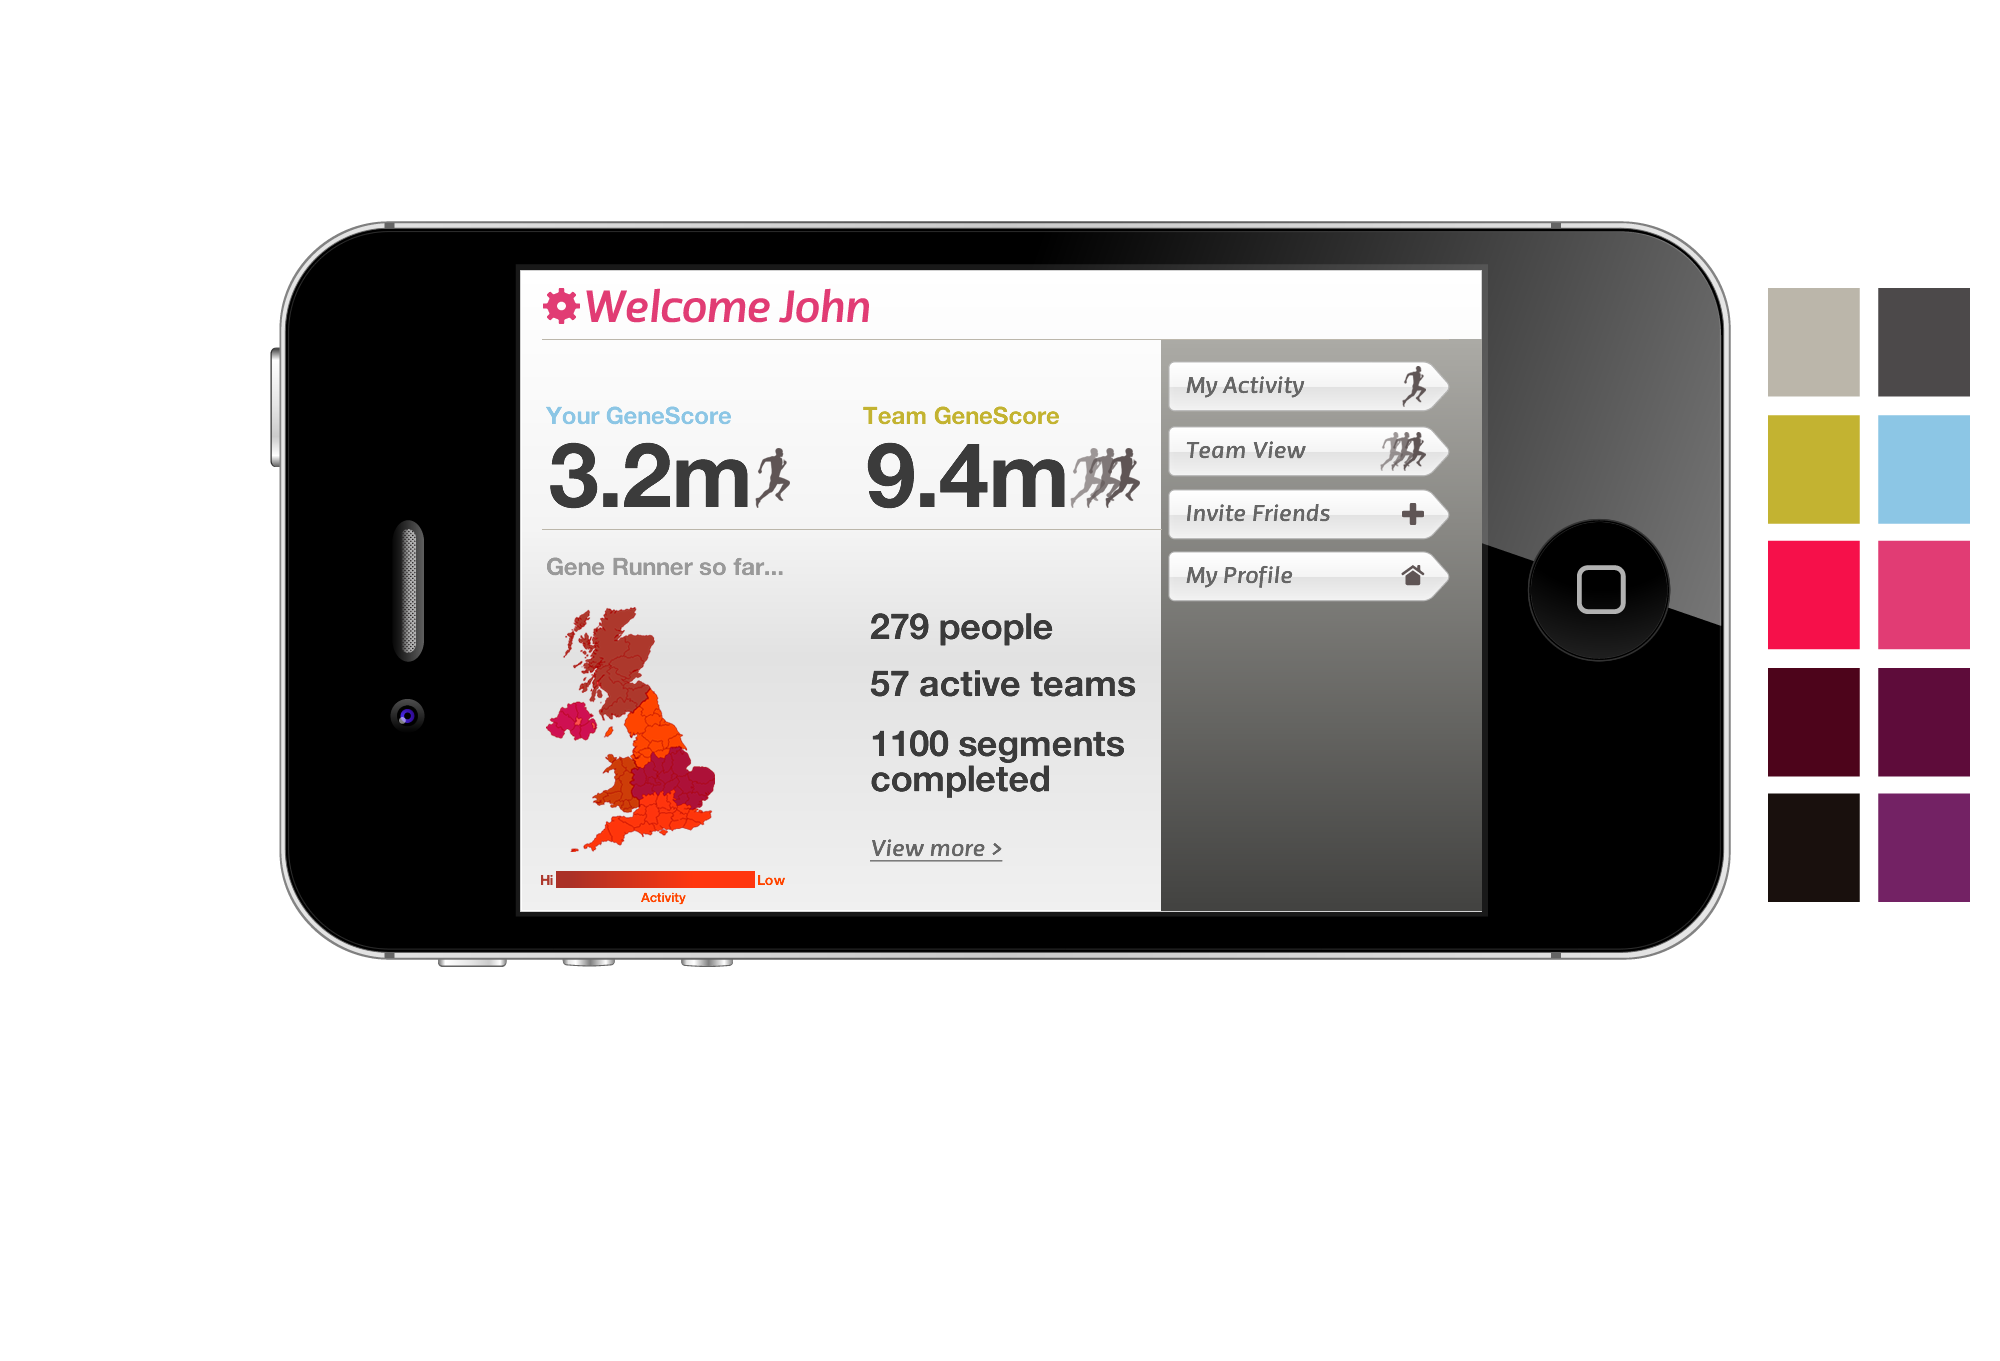 Welcome John
Your GeneScore
3.2m
Team GeneScore
9.4m
Gene Runner so far...
279 people
57 active teams
1100 segments
completed
View more >
Hi
Low
Activity
My Activity
Team View
Invite Friends
My Profile